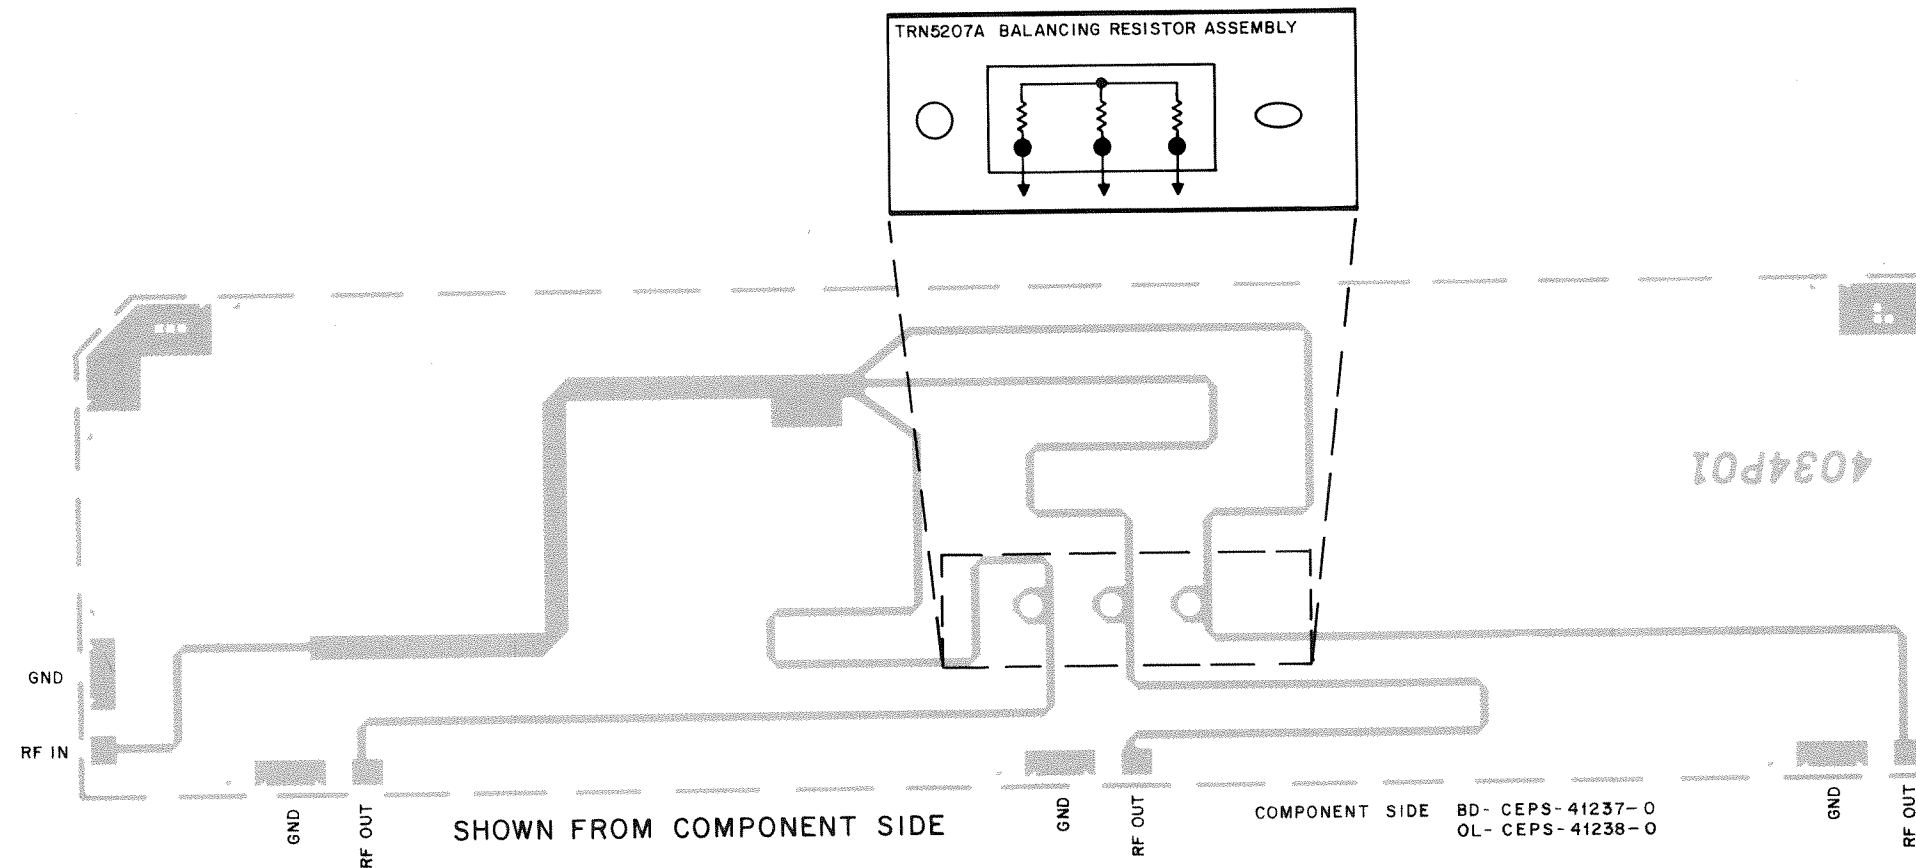 TRN5207A BALANCING RESISTOR ASSEMBLY
4034P01
GND
RF IN
GND
RF OUT
SHOWN FROM COMPONENT SIDE
GND
RF OUT
COMPONENT SIDE BD-CEPS-41237-0
OL-CEPS-41238-0
GND
RF OUT